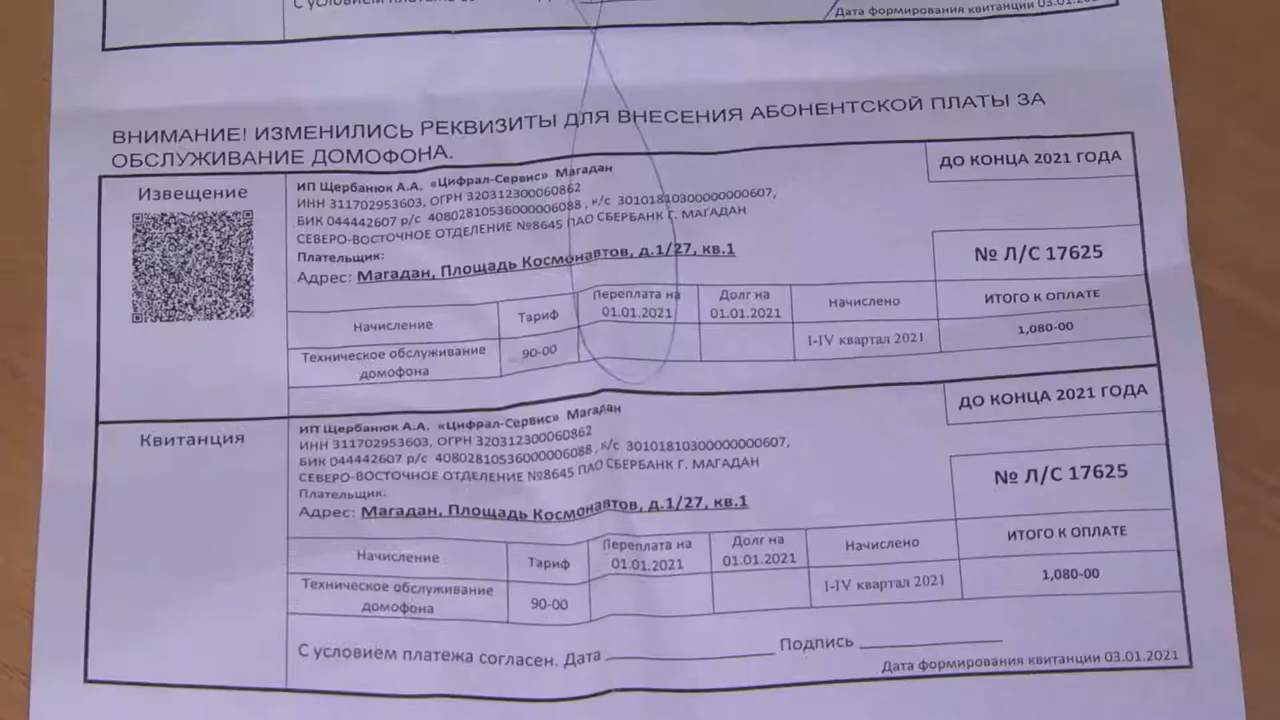 С условием платежа со
Дата формирования квитанции 03.01.20
ВНИМАНИЕ! ИЗМЕНИЛИСЬ РЕКВИЗИТЫ ДЛЯ ВНЕСЕНИЯ АБОНЕНТСКОЙ ПЛАТЫ ЗА
ОБСЛУЖИВАНИЕ ДОМОФОНА.
Извещение
ИП Щербанюк А.А. «Цифрал-Сервис» Магадан
ИНН 311702953603, ОГРН 320312300060862
БИК 044442607 р/с 40802810536000006088 , к/с 30101810300000000607,
СЕВЕРО-ВОСТОЧНОЕ ОТДЕЛЕНИЕ №8645 ПАО СБЕРБАНК Г. МАГАДАН
Плательщик:
Адрес: Магадан, Площадь Космонавтов, д.1/27, кв.1
ДО КОНЦА 2021 ГОДА
№ Л/С 17625
Начисление Тариф Переплата на 01.01.2021 Долг на 01.01.2021 Начислено ИТОГО К ОПЛАТЕ
Техническое обслуживание домофона 90-00 I-IV квартал 2021 1,080-00
Квитанция
ИП Щербанюк А.А. «Цифрал-Сервис» Магадан
ИНН 311702953603, ОГРН 320312300060862
БИК 044442607 р/с 40802810536000006088 , к/с 30101810300000000607,
СЕВЕРО-ВОСТОЧНОЕ ОТДЕЛЕНИЕ №8645 ПАО СБЕРБАНК Г. МАГАДАН
Плательщик:
Адрес: Магадан, Площадь Космонавтов, д.1/27, кв.1
ДО КОНЦА 2021 ГОДА
№ Л/С 17625
Начисление Тариф Переплата на 01.01.2021 Долг на 01.01.2021 Начислено ИТОГО К ОПЛАТЕ
Техническое обслуживание домофона 90-00 I-IV квартал 2021 1,080-00
С условием платежа согласен. Дата Подпись
Дата формирования квитанции 03.01.2021